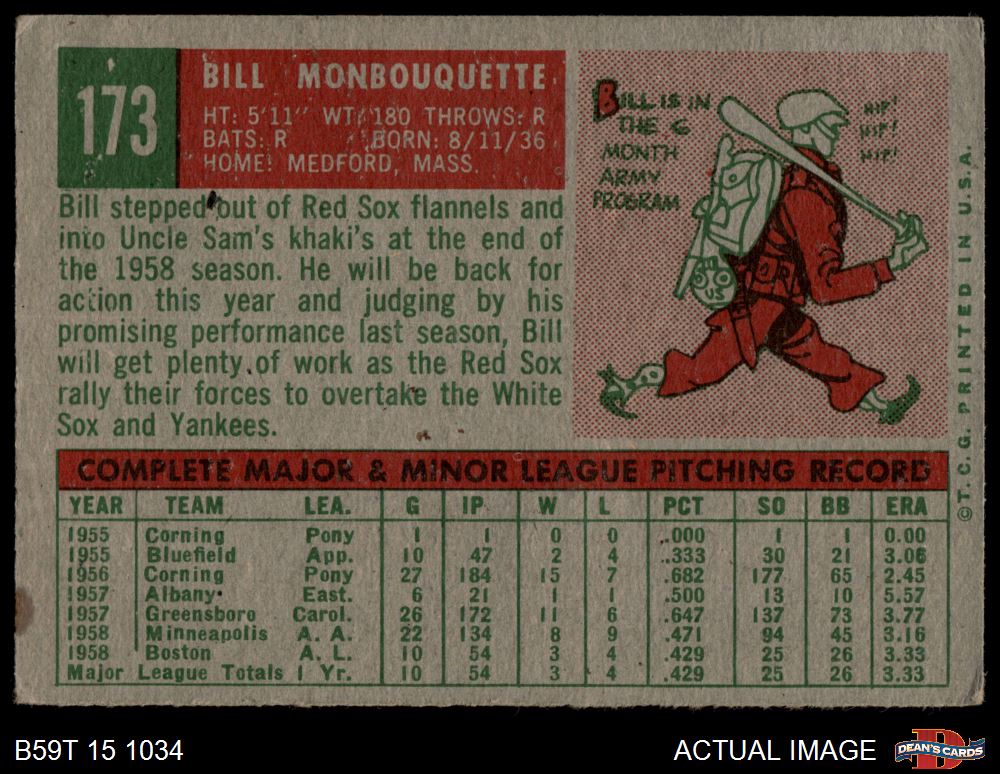 173
BILL MONBOUQUETTE
HT: 5'11" WT: 180 THROWS: R
BATS: R BORN: 8/11/36
HOME: MEDFORD, MASS.
BILL IS IN
THE 6
MONTH
ARMY
PROGRAM
HIP!
HIP!
HIP!
US
Bill stepped out of Red Sox flannels and
into Uncle Sam's khaki's at the end of
the 1958 season. He will be back for
action this year and judging by his
promising performance last season, Bill
will get plenty of work as the Red Sox
rally their forces to overtake the White
Sox and Yankees.
©T.C.G. PRINTED IN U.S.A.
COMPLETE MAJOR & MINOR LEAGUE PITCHING RECORD
YEAR TEAM LEA. G IP W L PCT SO BB ERA
1955 Corning Pony 1 1 0 0 .000 1 1 0.00
1955 Bluefield App. 10 47 2 4 .333 30 21 3.06
1956 Corning Pony 27 184 15 7 .682 177 65 2.45
1957 Albany East. 6 21 1 1 .500 13 10 5.57
1957 Greensboro Carol. 26 172 11 6 .647 137 73 3.77
1958 Minneapolis A. A. 22 134 8 9 .471 94 45 3.16
1958 Boston A. L. 10 54 3 4 .429 25 26 3.33
Major League Totals 1 Yr. 10 54 3 4 .429 25 26 3.33
B59T 15 1034
ACTUAL IMAGE
D
DEAN'S CARDS